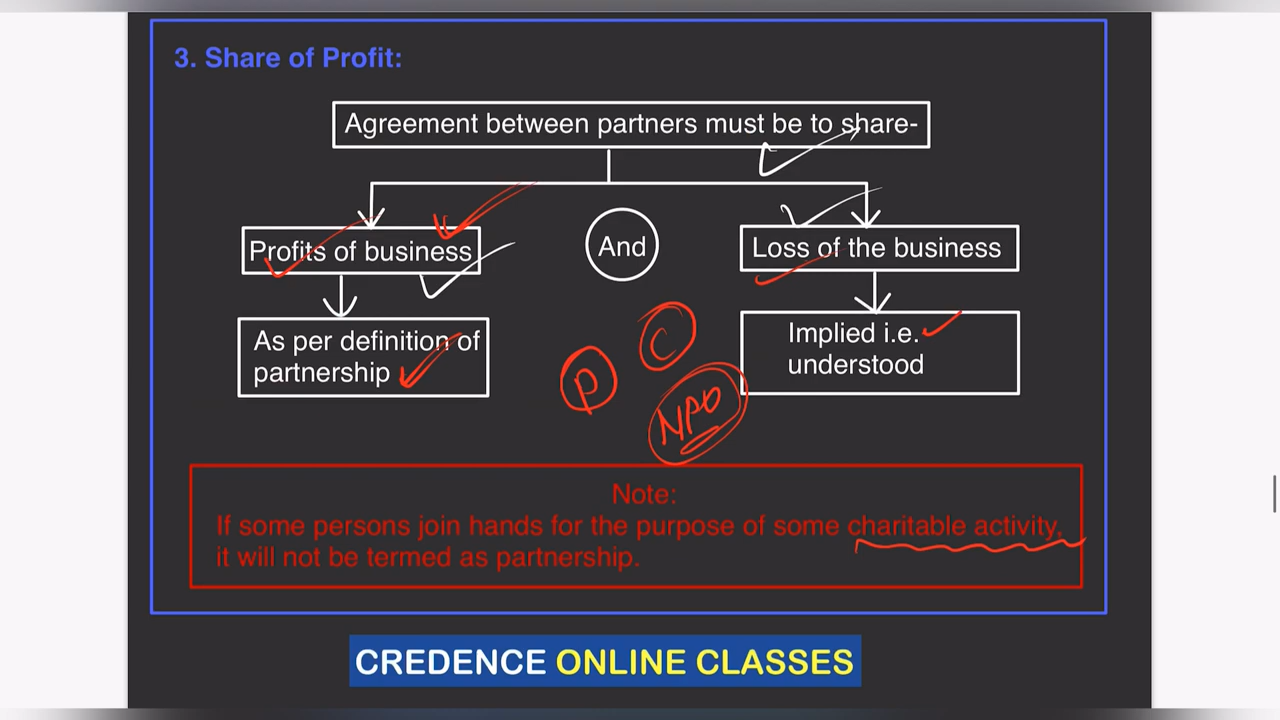 3. Share of Profit:
Agreement between partners must be to share-
Profits of business
And
Loss of the business
As per definition of
partnership
Implied i.e.
understood
P
C
NPO
Note:
If some persons join hands for the purpose of some charitable activity,
it will not be termed as partnership.
CREDENCE ONLINE CLASSES